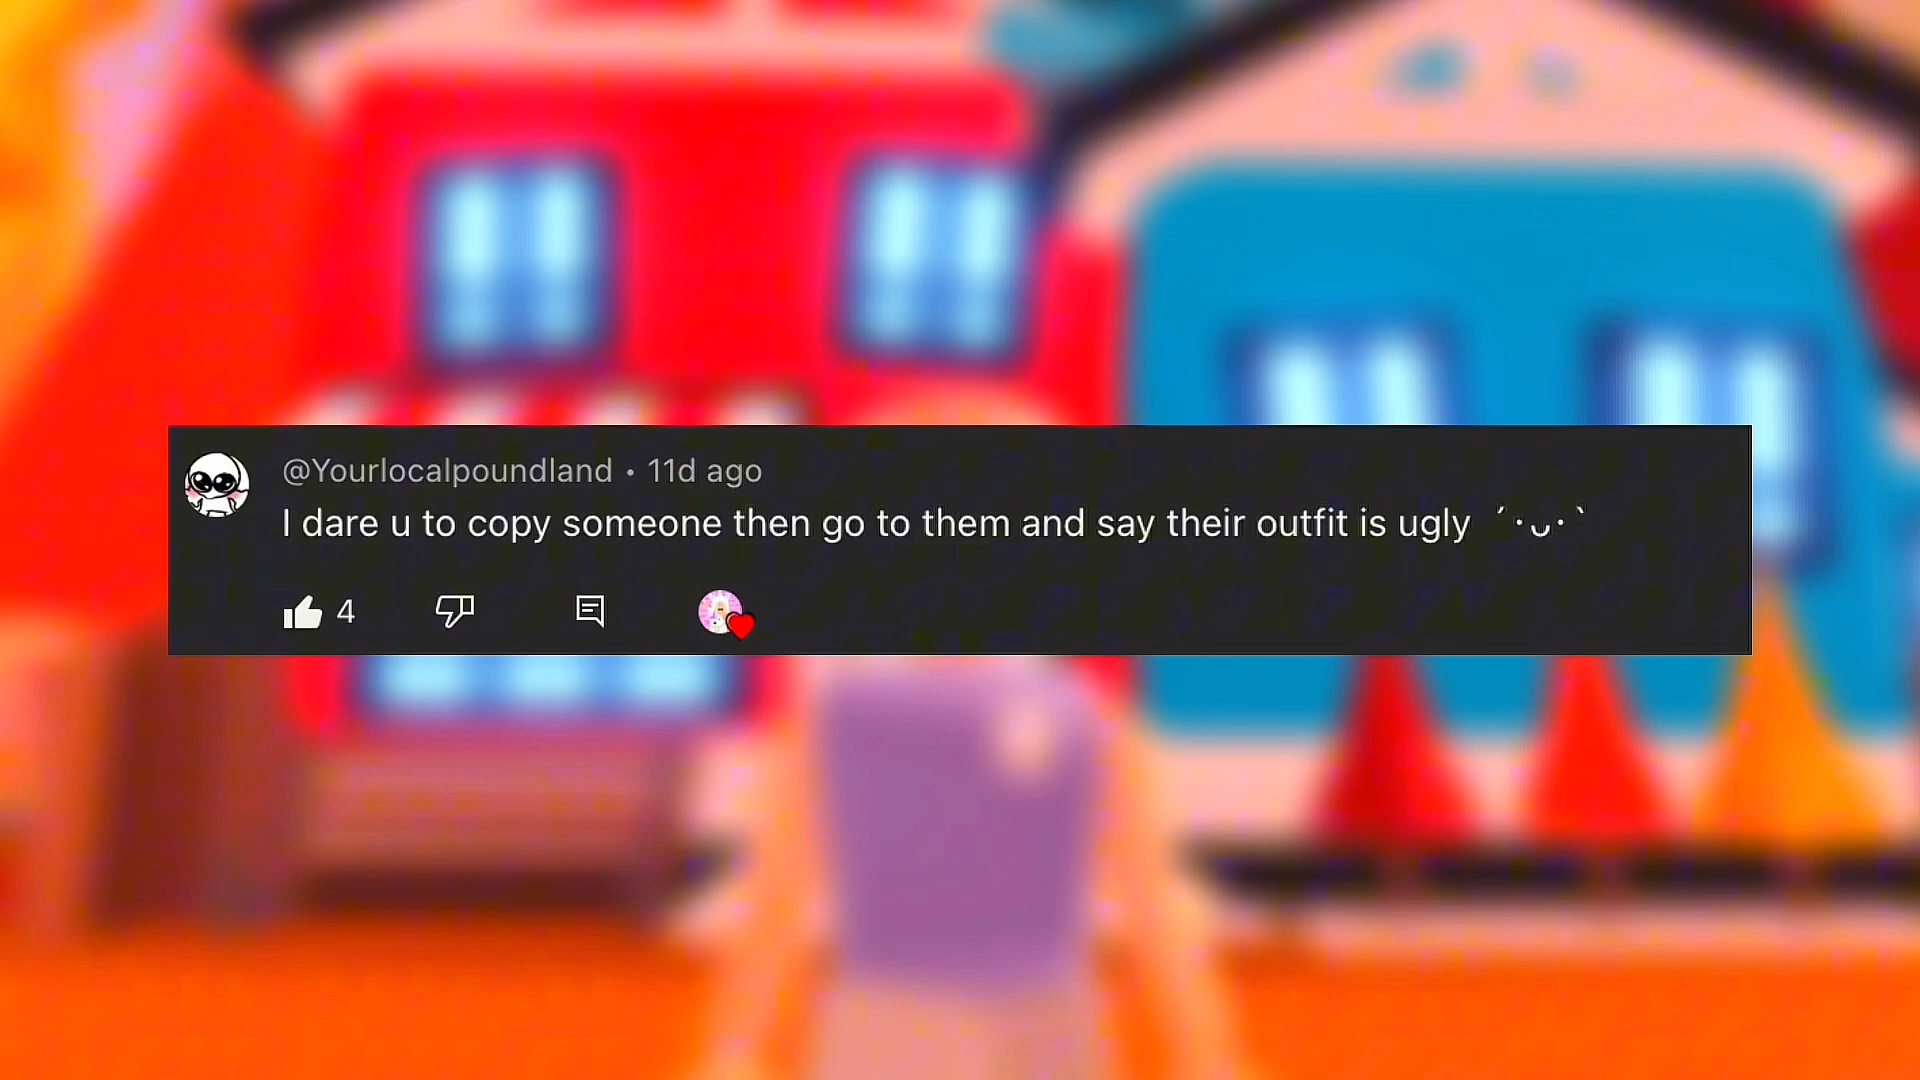 @Yourlocalpoundland • 11d ago
I dare u to copy someone then go to them and say their outfit is ugly ´･ᴗ･`
4